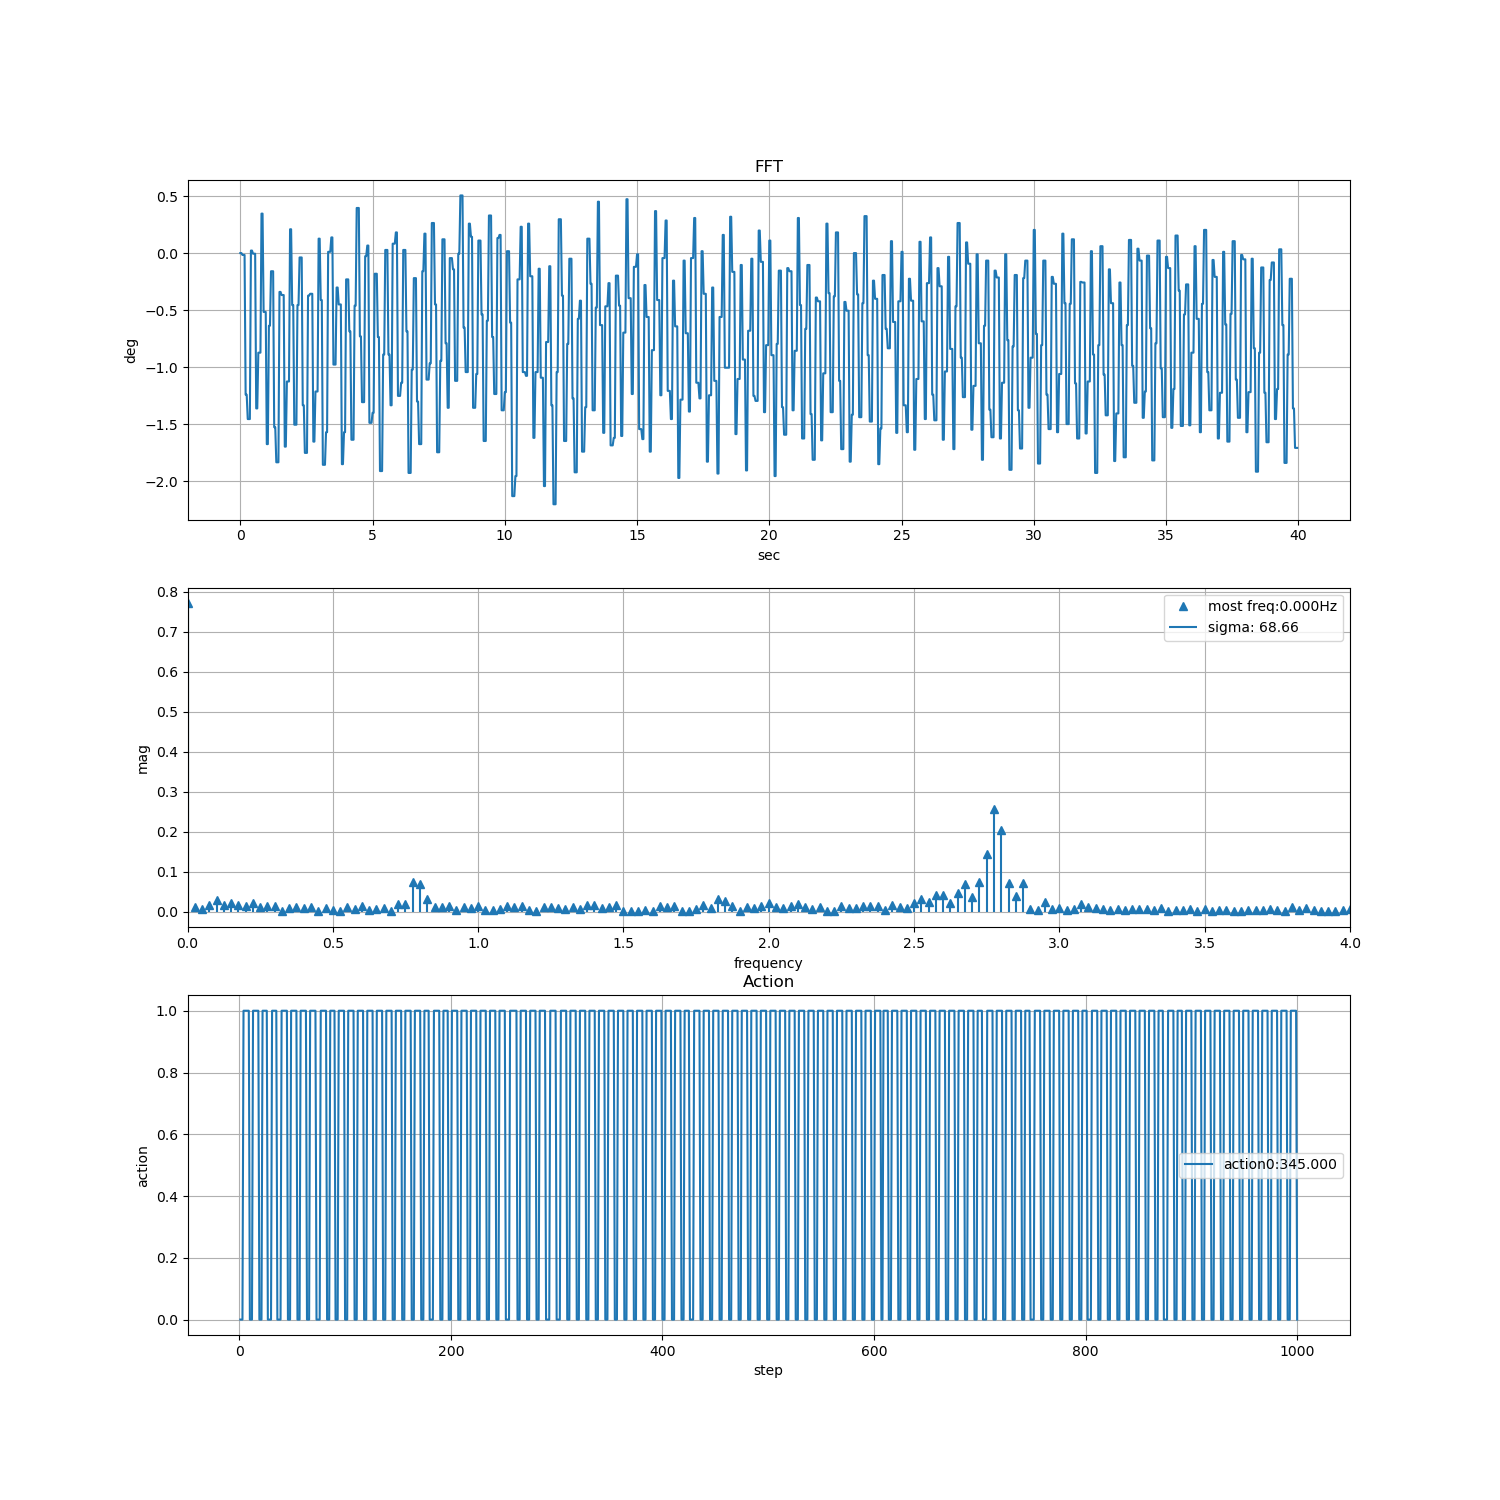 FFT
0.5
0.0
−0.5
−1.0
−1.5
−2.0
deg
0 5 10 15 20 25 30 35 40
sec
0.8
0.7
0.6
0.5
0.4
0.3
0.2
0.1
0.0
mag
most freq:0.000Hz
sigma: 68.66
0.0 0.5 1.0 1.5 2.0 2.5 3.0 3.5 4.0
frequency
Action
1.0
0.8
0.6
0.4
0.2
0.0
action
action0:345.000
0 200 400 600 800 1000
step